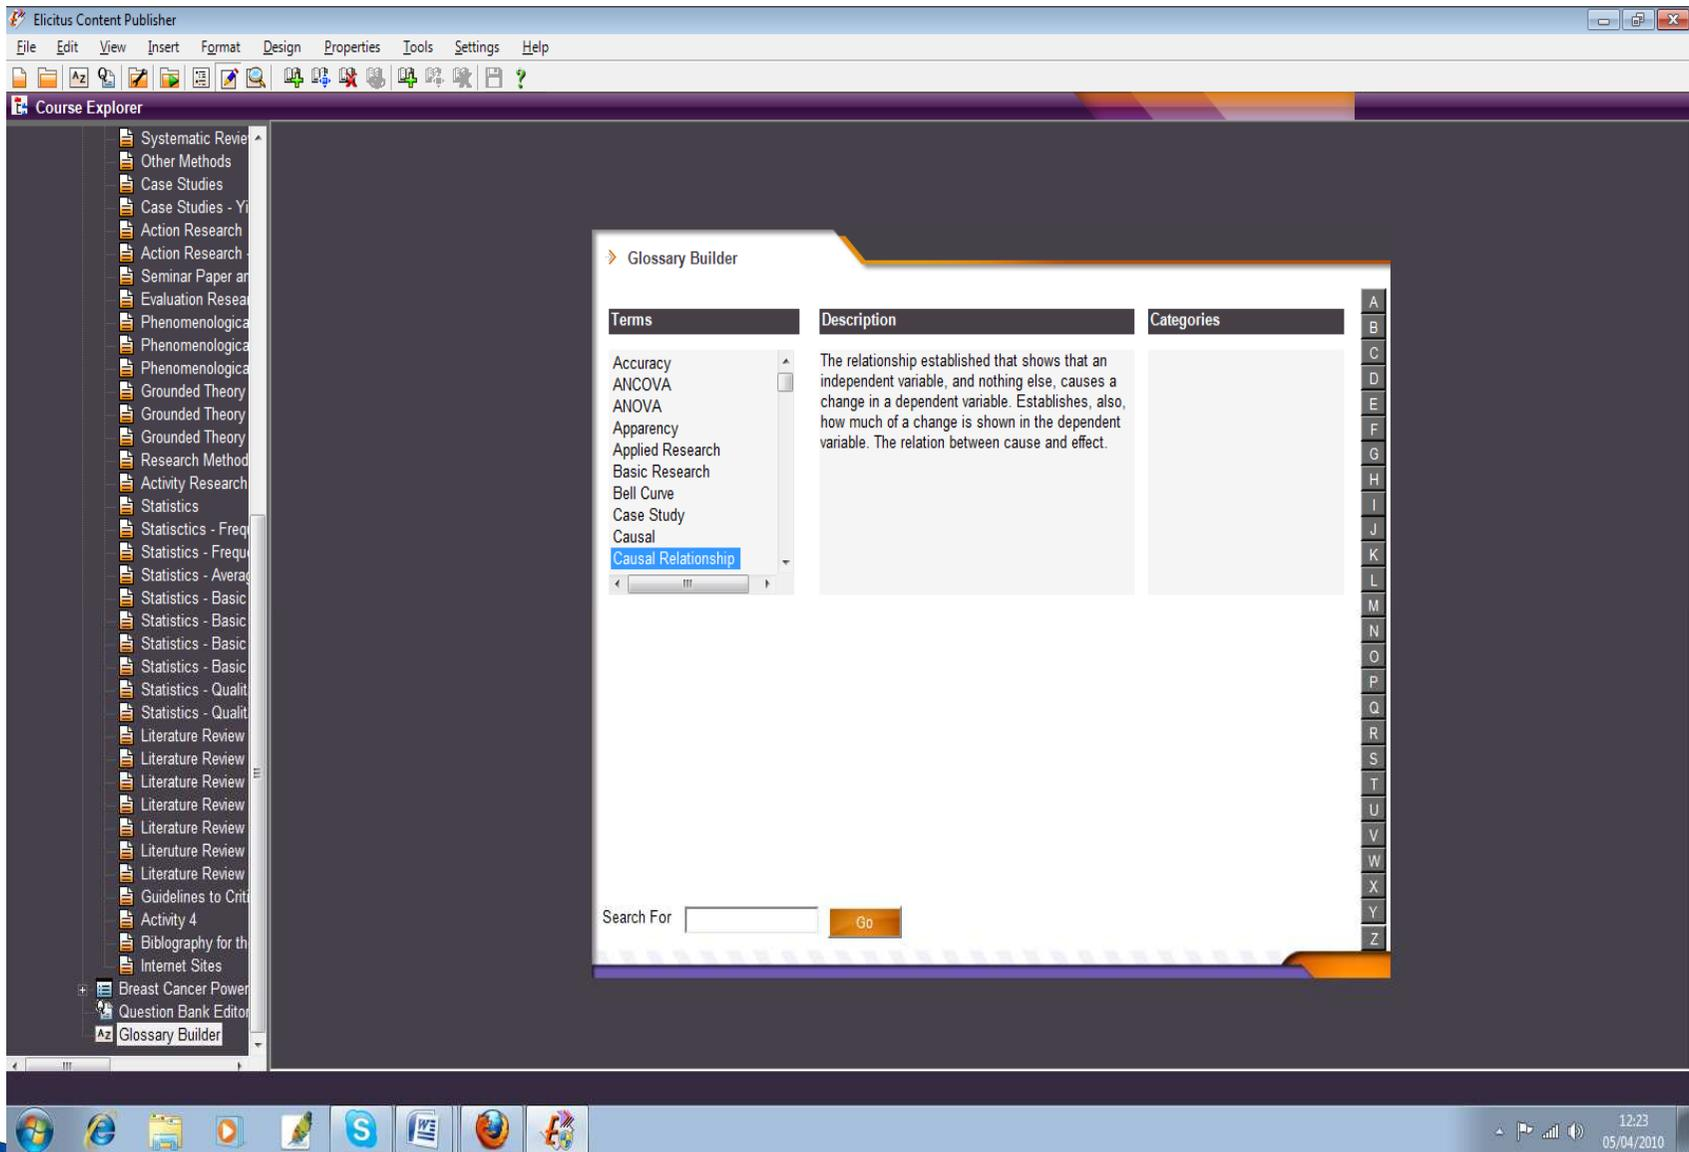 Elicitus Content Publisher
File Edit View Insert Format Design Properties Tools Settings Help
Course Explorer
Systematic Revie
Other Methods
Case Studies
Case Studies - Yi
Action Research
Action Research -
Seminar Paper an
Evaluation Resear
Phenomenologica
Phenomenologica
Phenomenologica
Grounded Theory
Grounded Theory
Grounded Theory
Research Method
Activity Research
Statistics
Statisctics - Frequ
Statistics - Freque
Statistics - Averag
Statistics - Basic
Statistics - Basic
Statistics - Basic
Statistics - Basic
Statistics - Qualit
Statistics - Qualit
Literature Review
Literature Review
Literature Review
Literature Review
Literature Review
Literuture Review
Literature Review
Guidelines to Criti
Activity 4
Biblography for th
Internet Sites
Breast Cancer Power
Question Bank Editor
Glossary Builder
Glossary Builder
Terms
Accuracy
ANCOVA
ANOVA
Apparency
Applied Research
Basic Research
Bell Curve
Case Study
Causal
Causal Relationship
Description
The relationship established that shows that an
independent variable, and nothing else, causes a
change in a dependent variable. Establishes, also,
how much of a change is shown in the dependent
variable. The relation between cause and effect.
Categories
A
B
C
D
E
F
G
H
I
J
K
L
M
N
O
P
Q
R
S
T
U
V
W
X
Y
Z
Search For
Go
12:23
05/04/2010